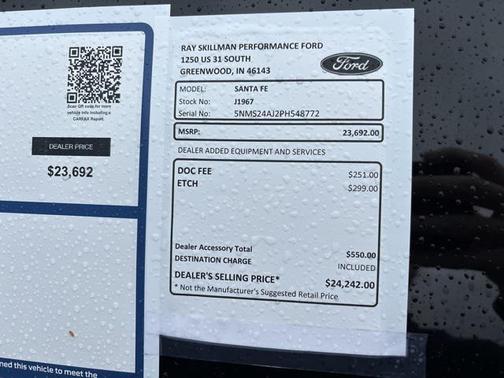 Scan QR code for more
vehicle info including a
CARFAX Report.
DEALER PRICE
$23,692
ned this vehicle to meet the
RAY SKILLMAN PERFORMANCE FORD
1250 US 31 SOUTH
GREENWOOD, IN 46143
Ford
MODEL: SANTA FE
Stock No: J1967
Serial No: 5NMS24AJ2PH548772
MSRP: 23,692.00
DEALER ADDED EQUIPMENT AND SERVICES
DOC FEE $251.00
ETCH $299.00
Dealer Accessory Total $550.00
DESTINATION CHARGE INCLUDED
DEALER'S SELLING PRICE* $24,242.00
* Not the Manufacturer's Suggested Retail Price